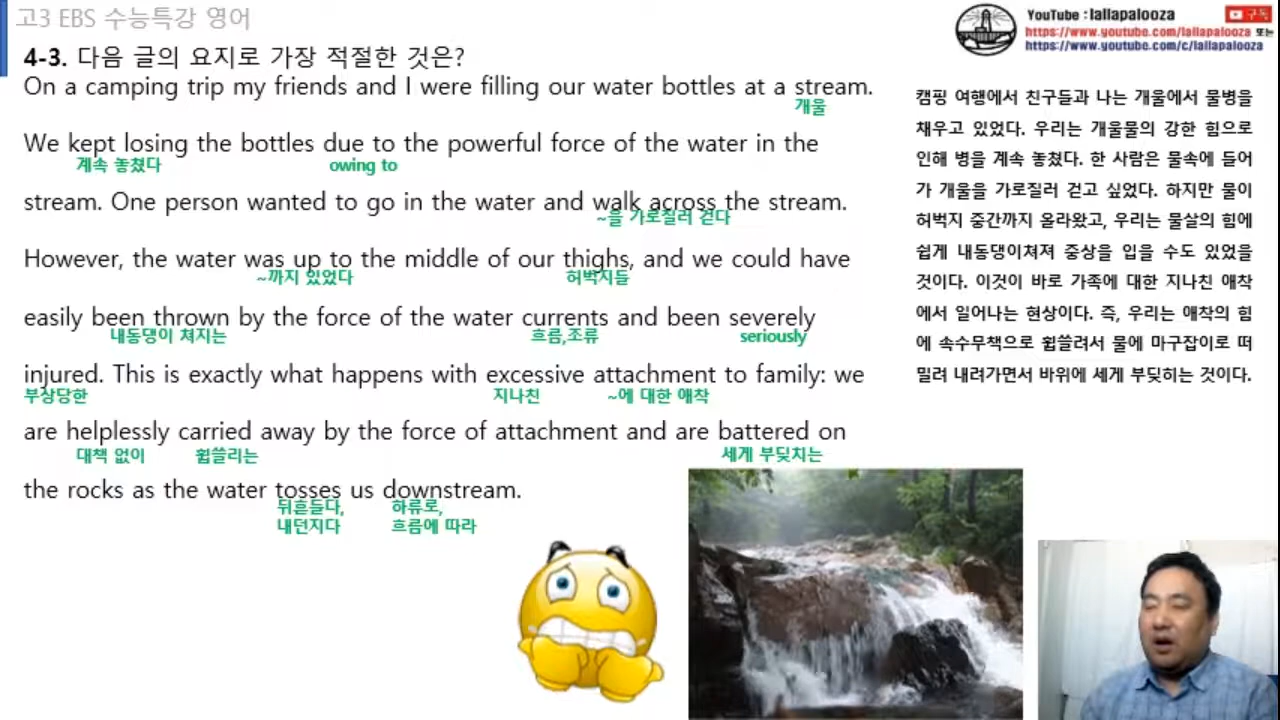 고3 EBS 수능특강 영어
YouTube : lallapalooza
구독
https://www.youtube.com/lallapalooza 또는
https://www.youtube.com/c/lallapalooza
4-3. 다음 글의 요지로 가장 적절한 것은?
On a camping trip my friends and I were filling our water bottles at a stream.
개울
We kept losing the bottles due to the powerful force of the water in the
계속 놓쳤다 owing to
stream. One person wanted to go in the water and walk across the stream.
~을 가로질러 걷다
However, the water was up to the middle of our thighs, and we could have
~까지 있었다 허벅지들
easily been thrown by the force of the water currents and been severely
내동댕이 쳐지는 흐름,조류 seriously
injured. This is exactly what happens with excessive attachment to family: we
부상당한 지나친 ~에 대한 애착
are helplessly carried away by the force of attachment and are battered on
대책 없이 휩쓸리는 세게 부딪치는
the rocks as the water tosses us downstream.
뒤흔들다, 하류로,
내던지다 흐름에 따라
캠핑 여행에서 친구들과 나는 개울에서 물병을
채우고 있었다. 우리는 개울물의 강한 힘으로
인해 병을 계속 놓쳤다. 한 사람은 물속에 들어
가 개울을 가로질러 걷고 싶었다. 하지만 물이
허벅지 중간까지 올라왔고, 우리는 물살의 힘에
쉽게 내동댕이쳐져 중상을 입을 수도 있었을
것이다. 이것이 바로 가족에 대한 지나친 애착
에서 일어나는 현상이다. 즉, 우리는 애착의 힘
에 속수무책으로 휩쓸려서 물에 마구잡이로 떠
밀려 내려가면서 바위에 세게 부딪히는 것이다.